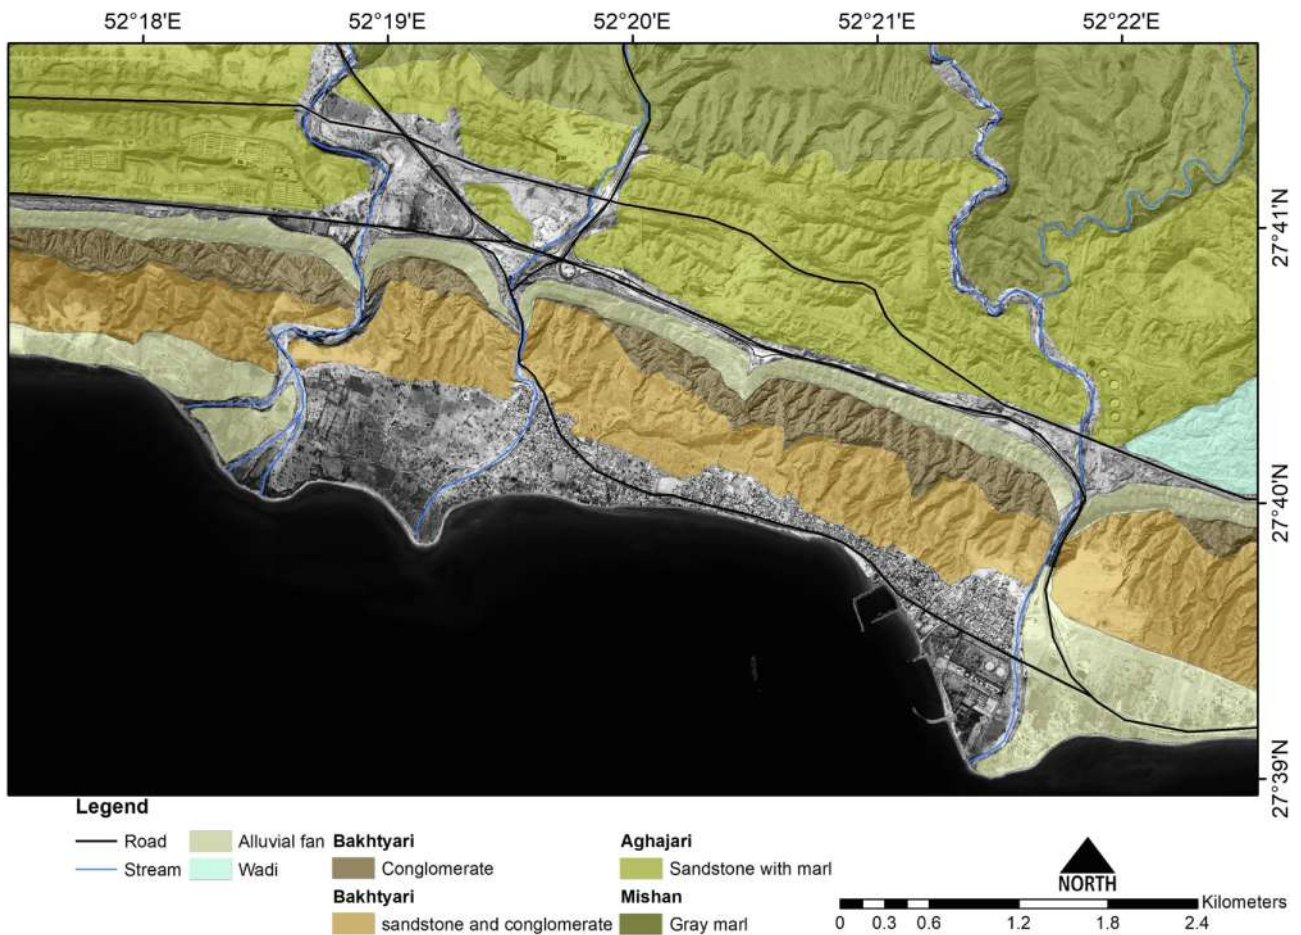 52°18'E 52°19'E 52°20'E 52°21'E 52°22'E
27°41'N
27°40'N
27°39'N
Legend
Road Alluvial fan Bakhtyari Aghajari
Stream Wadi Conglomerate Sandstone with marl
Bakhtyari Mishan NORTH
sandstone and conglomerate Gray marl Kilometers
0 0.3 0.6 1.2 1.8 2.4